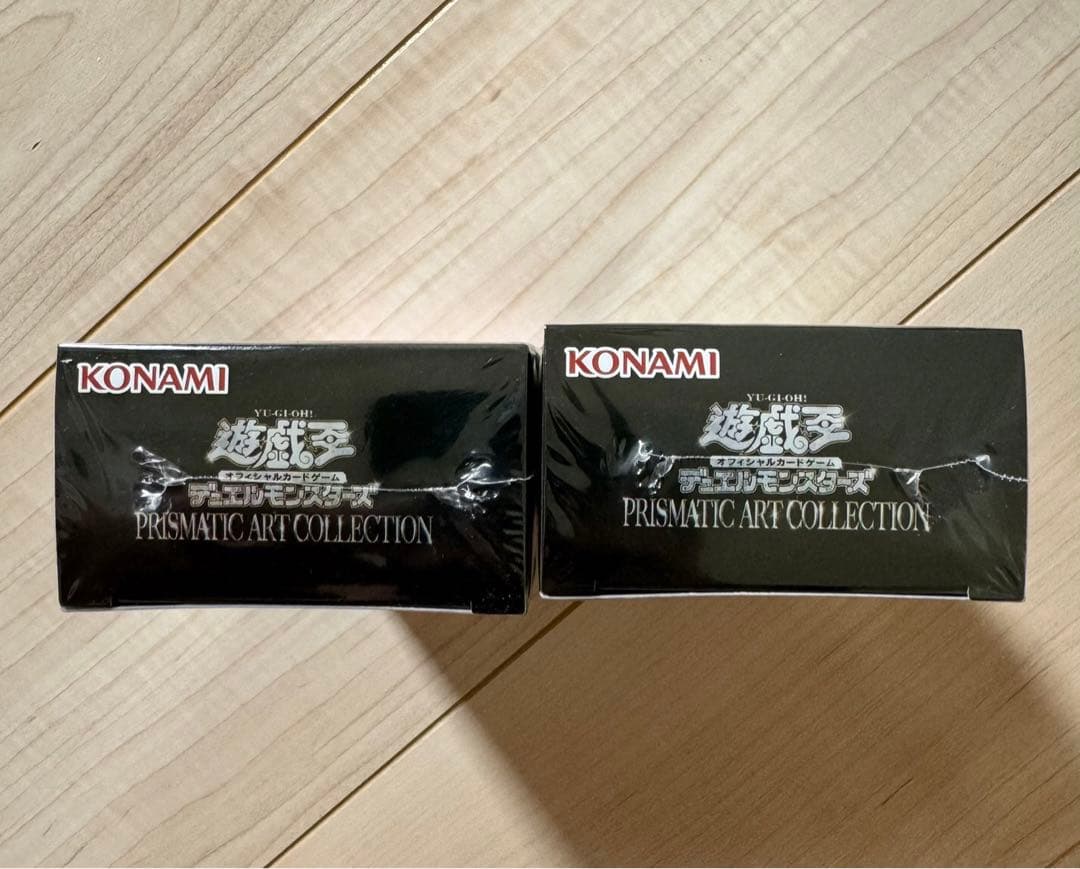 KONAMI
YU-GI-OH!
遊戯王
オフィシャルカードゲーム
デュエルモンスターズ
PRISMATIC ART COLLECTION
KONAMI
YU-GI-OH!
遊戯王
オフィシャルカードゲーム
デュエルモンスターズ
PRISMATIC ART COLLECTION